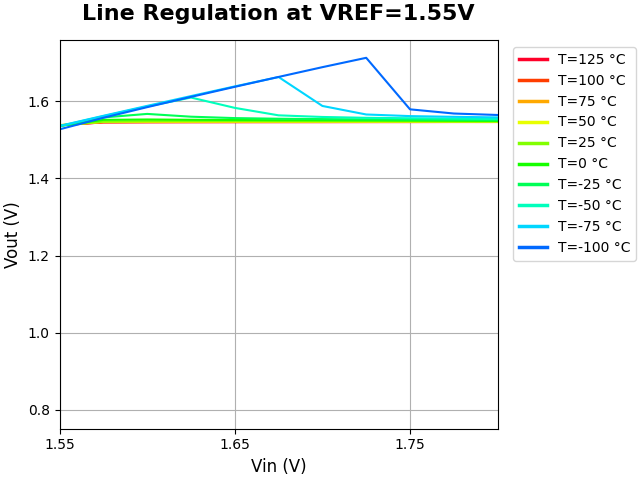 Line Regulation at VREF=1.55V
Vout (V)
1.6
1.4
1.2
1.0
0.8
1.55
1.65
1.75
Vin (V)
T=125 °C
T=100 °C
T=75 °C
T=50 °C
T=25 °C
T=0 °C
T=-25 °C
T=-50 °C
T=-75 °C
T=-100 °C